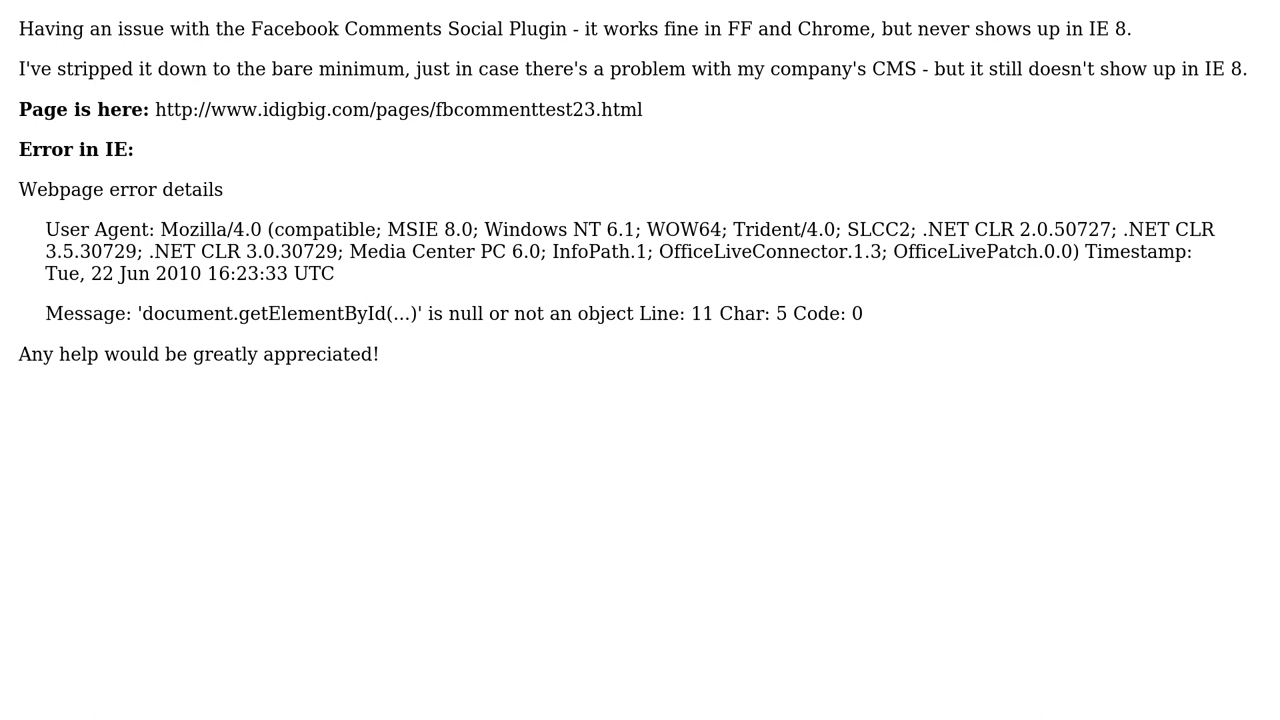 Having an issue with the Facebook Comments Social Plugin - it works fine in FF and Chrome, but never shows up in IE 8.
I've stripped it down to the bare minimum, just in case there's a problem with my company's CMS - but it still doesn't show up in IE 8.
Page is here: http://www.idigbig.com/pages/fbcommenttest23.html
Error in IE:
Webpage error details
User Agent: Mozilla/4.0 (compatible; MSIE 8.0; Windows NT 6.1; WOW64; Trident/4.0; SLCC2; .NET CLR 2.0.50727; .NET CLR
3.5.30729; .NET CLR 3.0.30729; Media Center PC 6.0; InfoPath.1; OfficeLiveConnector.1.3; OfficeLivePatch.0.0) Timestamp:
Tue, 22 Jun 2010 16:23:33 UTC
Message: 'document.getElementById(...)' is null or not an object Line: 11 Char: 5 Code: 0
Any help would be greatly appreciated!